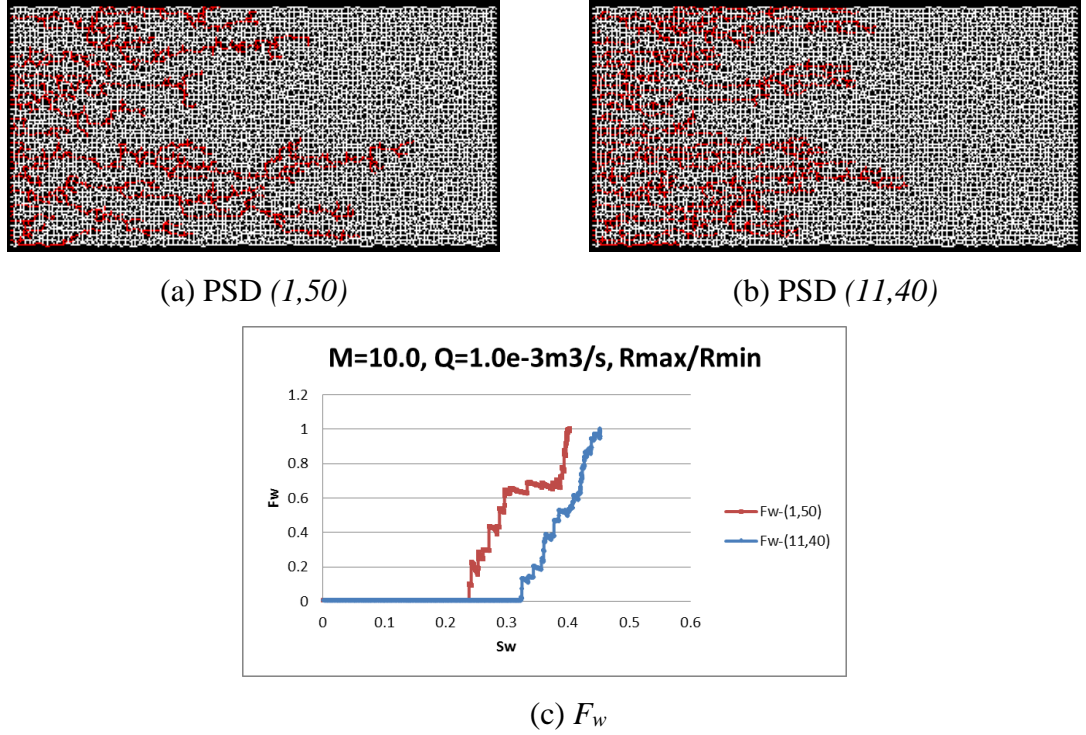 (a) PSD (1,50)
(b) PSD (11,40)
M=10.0, Q=1.0e-3m3/s, Rmax/Rmin
1.2
1
0.8
0.6
0.4
0.2
0
Fw
0 0.1 0.2 0.3 0.4 0.5 0.6
Sw
Fw-(1,50)
Fw-(11,40)
(c) Fw